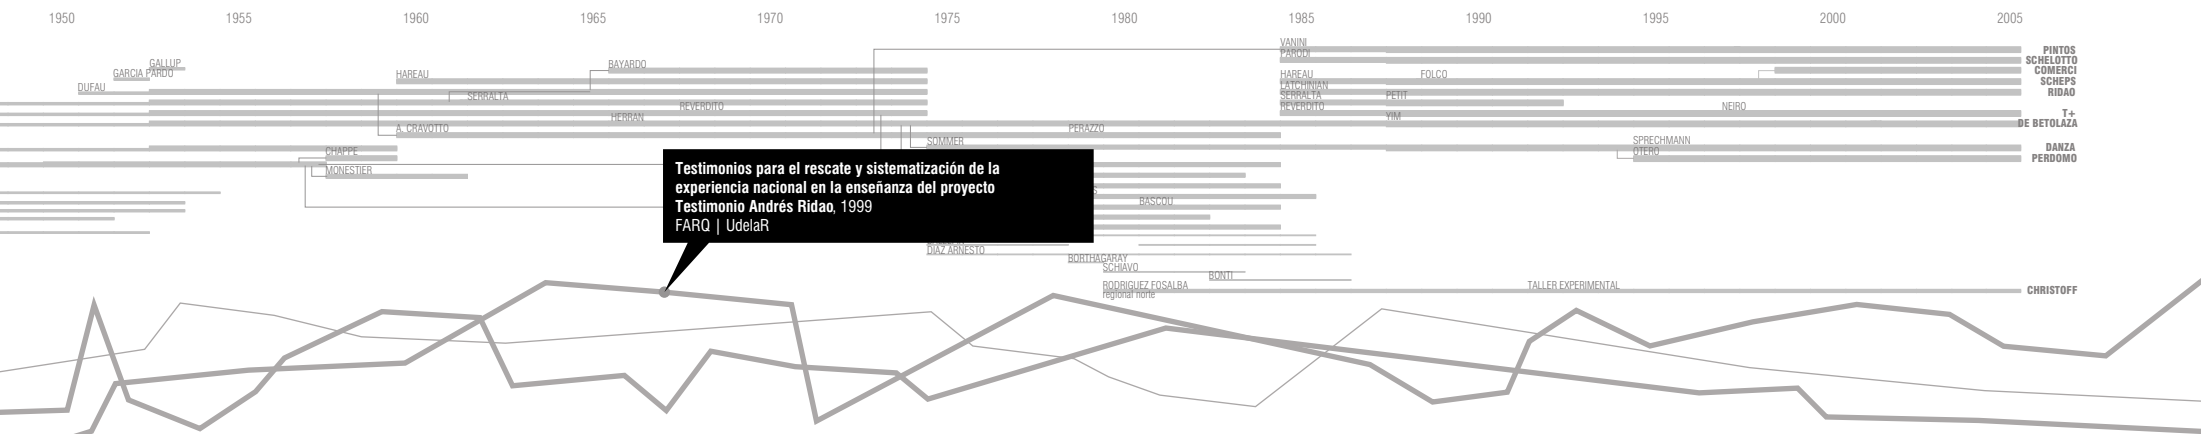 1950 1955 1960 1965 1970 1975 1980 1985 1990 1995 2000 2005
VANINI
PINTOS
PARODI
SCHELOTTO
GALLUP
BAYARDO
COMERCI
GARCIA PARDO
HAREAU
HAREAU
FOLCO
SCHEPS
DUFAU
LATCHINIAN
RIDAO
SERRALTA
SERRALTA
PETIT
REVERDITO
REVERDITO
NEIRO
HERRAN
YIM
T+
DE BETOLAZA
A. CRAVOTTO
PERAZZO
SOMMER
SPRECHMANN
DANZA
CHAPPE
OTERO
PERDOMO
MONESTIER
Testimonios para el rescate y sistematización de la
experiencia nacional en la enseñanza del proyecto
Testimonio Andrés Ridao, 1999
FARQ | UdelaR
BASCOU
DIAZ ARNESTO
BORTHAGARAY
SCHIAVO
BONTI
RODRIGUEZ FOSALBA
regional norte
TALLER EXPERIMENTAL
CHRISTOFF